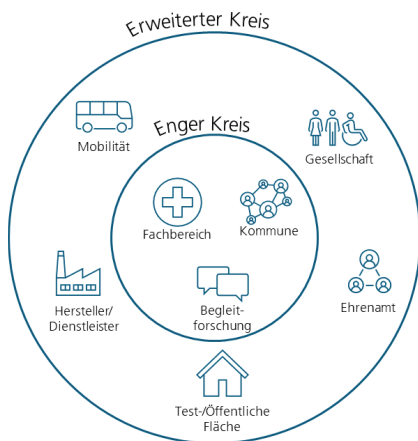 Erweiterter Kreis
Mobilität
Enger Kreis
Gesellschaft
Fachbereich
Kommune
Hersteller/
Dienstleister
Begleit-
forschung
Ehrenamt
Test-/Öffentliche
Fläche